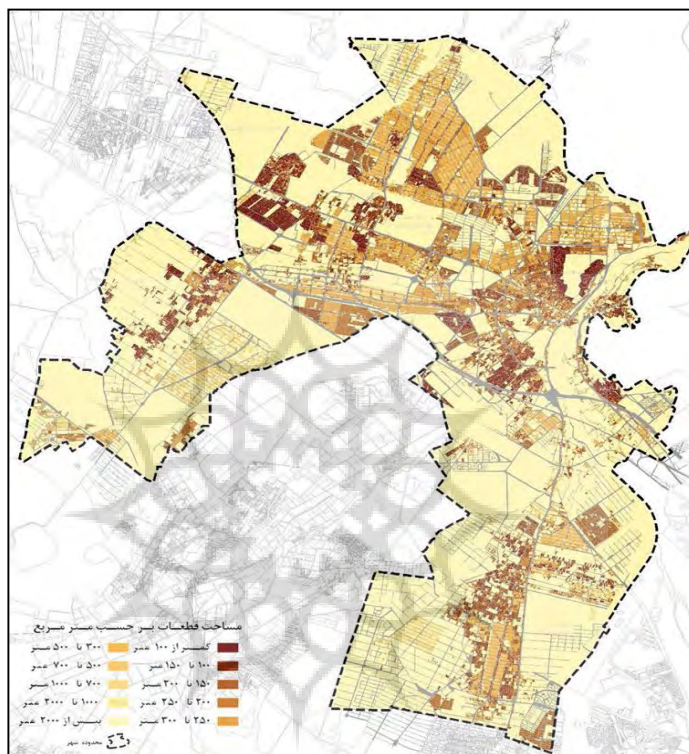 مساحت قطعات بر حسب متر مربع
کمتر از ۱۰۰ متر
۱۰۰ تا ۱۵۰ متر
۱۵۰ تا ۲۰۰ متر
۲۰۰ تا ۲۵۰ متر
۲۵۰ تا ۳۰۰ متر
۳۰۰ تا ۵۰۰ متر
۵۰۰ تا ۷۰۰ متر
۷۰۰ تا ۱۰۰۰ متر
۱۰۰۰ تا ۲۰۰۰ متر
بیش از ۲۰۰۰ متر
محدوده شهر